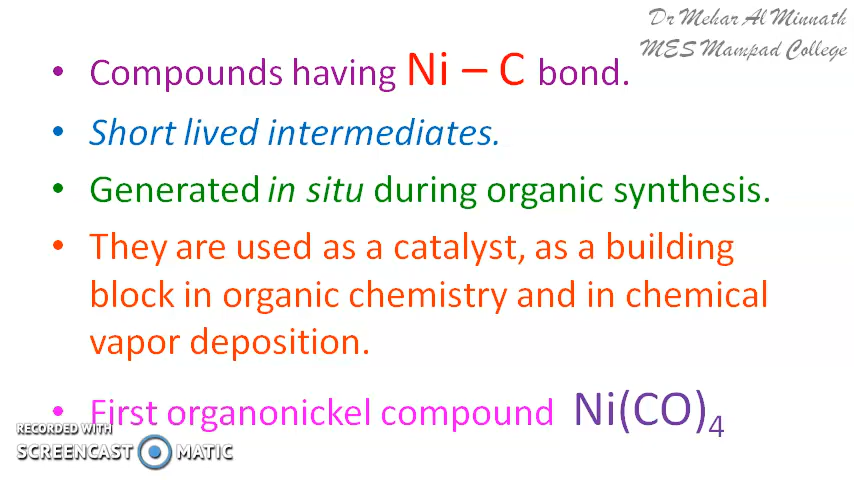 Dr Mehar Al Minnath
MES Mampad College
• Compounds having Ni – C bond.
• Short lived intermediates.
• Generated in situ during organic synthesis.
• They are used as a catalyst, as a building
block in organic chemistry and in chemical
vapor deposition.
• First organonickel compound Ni(CO)₄
RECORDED WITH
SCREENCAST MATIC